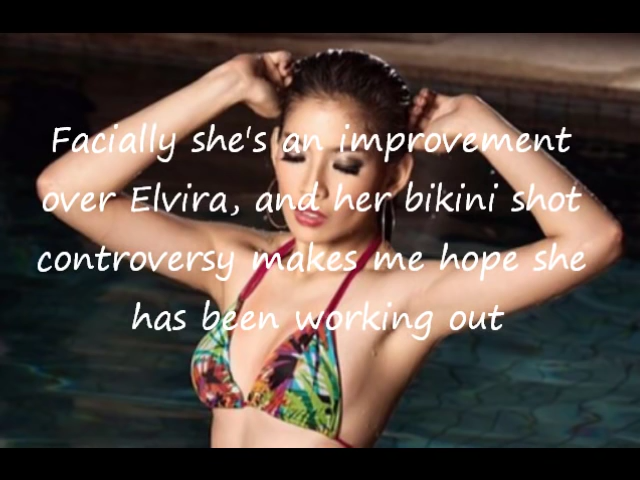 Facially she's an improvement
over Elvira, and her bikini shot
controversy makes me hope she
has been working out